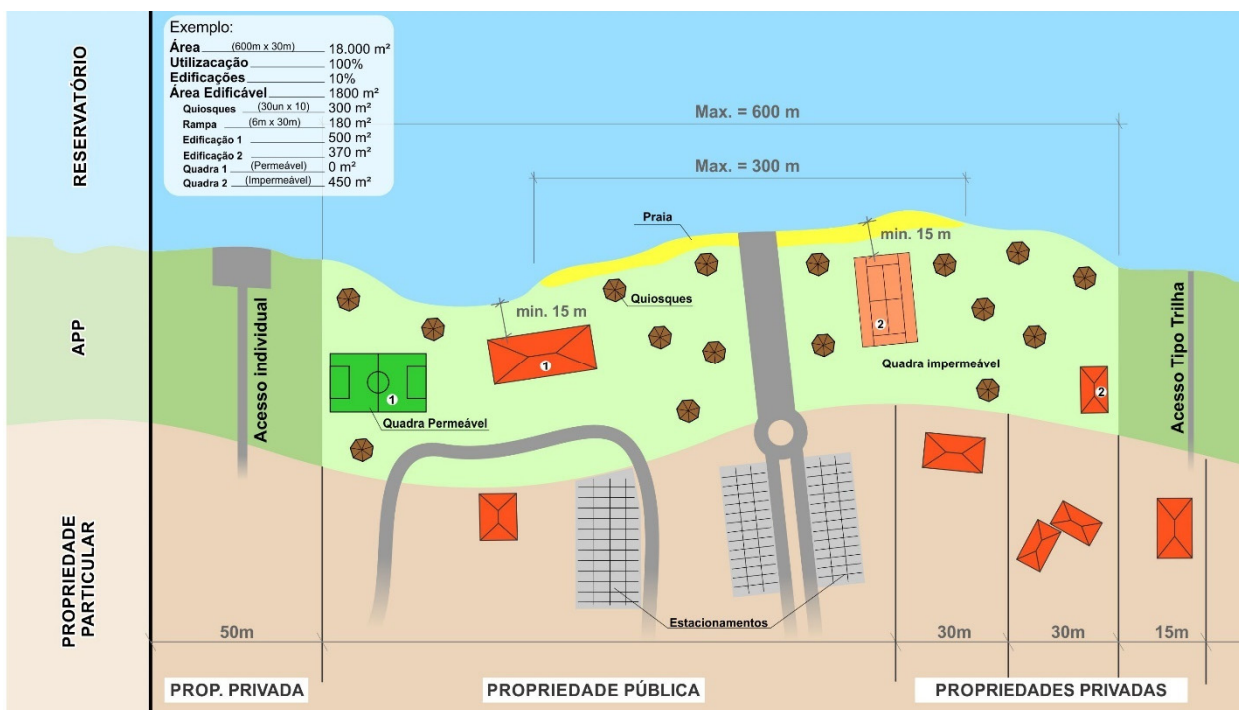 RESERVATÓRIO
APP
PROPRIEDADE
PARTICULAR
Exemplo:
Área (600m x 30m) 18.000 m²
Utilizacação 100%
Edificações 10%
Área Edificável 1800 m²
Quiosques (30un x 10) 300 m²
Rampa (6m x 30m) 180 m²
Edificação 1 500 m²
Edificação 2 370 m²
Quadra 1 (Permeável) 0 m²
Quadra 2 (Impermeável) 450 m²
Max. = 600 m
Max. = 300 m
Praia
min. 15 m
Quiosques
min. 15 m
Acesso individual
1
Quadra Permeável
1
2
Quadra impermeável
2
Acesso Tipo Trilha
Estacionamentos
50m
30m
30m
15m
PROP. PRIVADA
PROPRIEDADE PÚBLICA
PROPRIEDADES PRIVADAS